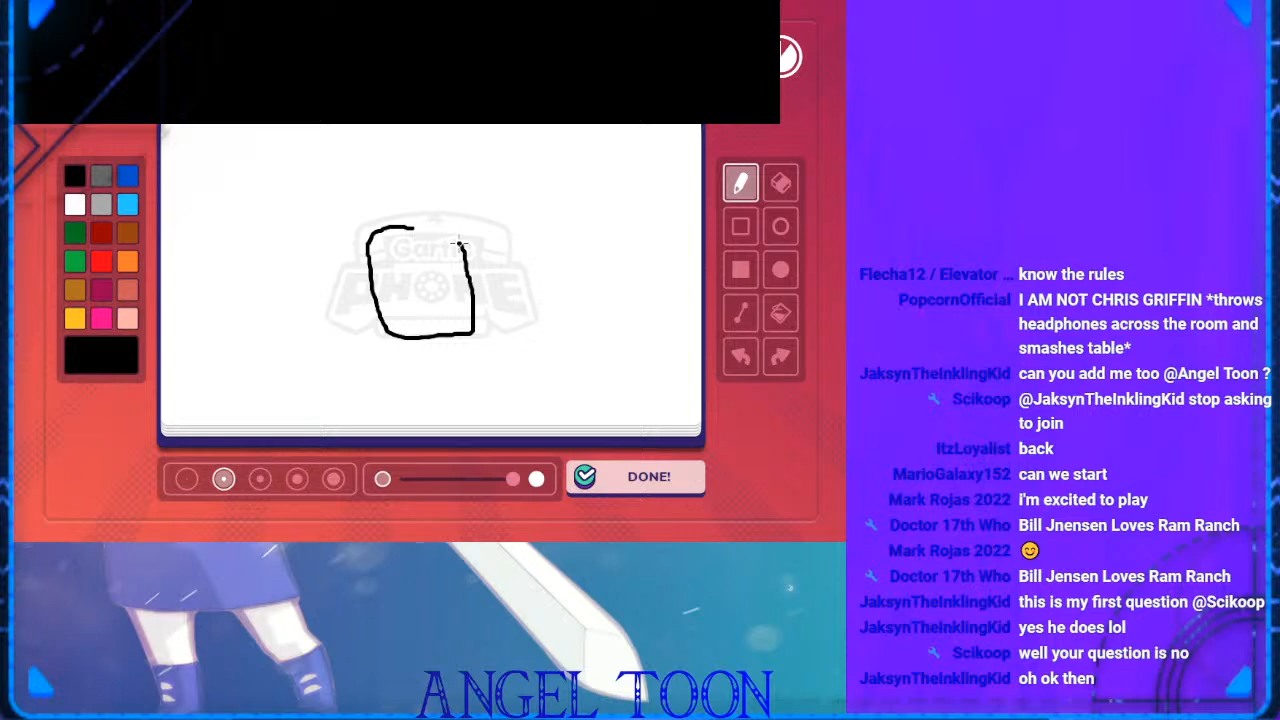 Gartic
PHONE
DONE!
Flecha12 / Elevator ... know the rules
PopcornOfficial I AM NOT CHRIS GRIFFIN *throws
headphones across the room and
smashes table*
JaksynTheInklingKid can you add me too @Angel Toon ?
Scikoop @JaksynTheInklingKid stop asking
to join
ItzLoyalist back
MarioGalaxy152 can we start
Mark Rojas 2022 i'm excited to play
Doctor 17th Who Bill Jnensen Loves Ram Ranch
Mark Rojas 2022 😊
Doctor 17th Who Bill Jensen Loves Ram Ranch
JaksynTheInklingKid this is my first question @Scikoop
JaksynTheInklingKid yes he does lol
Scikoop well your question is no
JaksynTheInklingKid oh ok then
ANGEL TOON